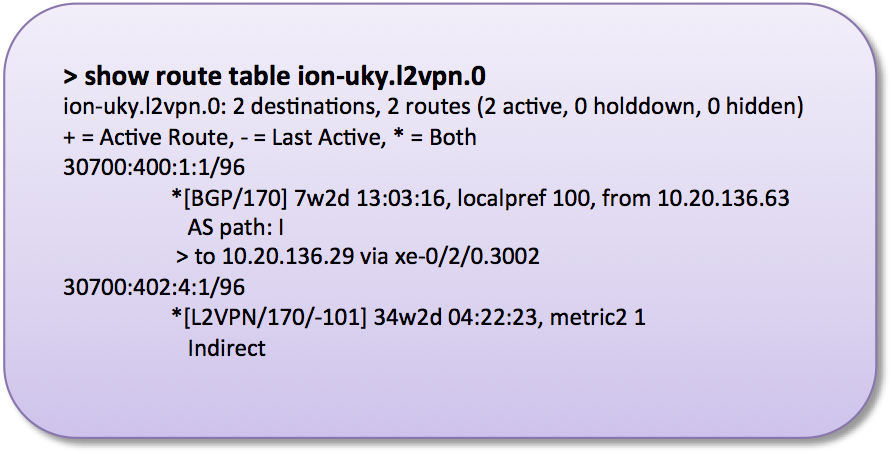 > show route table ion-uky.l2vpn.0
ion-uky.l2vpn.0: 2 destinations, 2 routes (2 active, 0 holddown, 0 hidden)
+ = Active Route, - = Last Active, * = Both
30700:400:1:1/96
*[BGP/170] 7w2d 13:03:16, localpref 100, from 10.20.136.63
AS path: I
> to 10.20.136.29 via xe-0/2/0.3002
30700:402:4:1/96
*[L2VPN/170/-101] 34w2d 04:22:23, metric2 1
Indirect